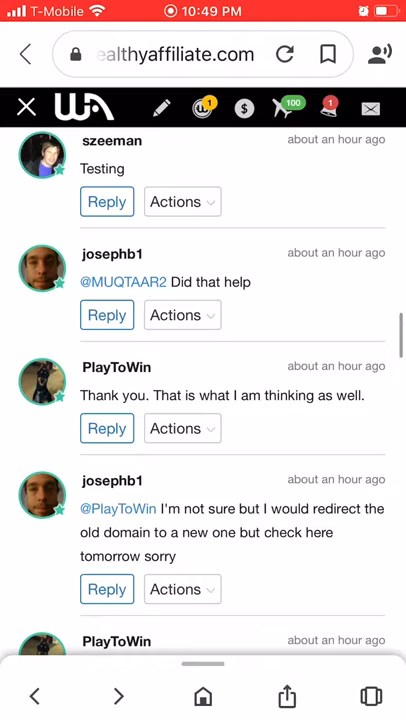 T-Mobile 10:49 PM
ealthyaffiliate.com
WA 1 $ 100 1
szeeman about an hour ago
Testing
Reply Actions
josephb1 about an hour ago
@MUQTAAR2 Did that help
Reply Actions
PlayToWin about an hour ago
Thank you. That is what I am thinking as well.
Reply Actions
josephb1 about an hour ago
@PlayToWin I'm not sure but I would redirect the
old domain to a new one but check here
tomorrow sorry
Reply Actions
PlayToWin about an hour ago